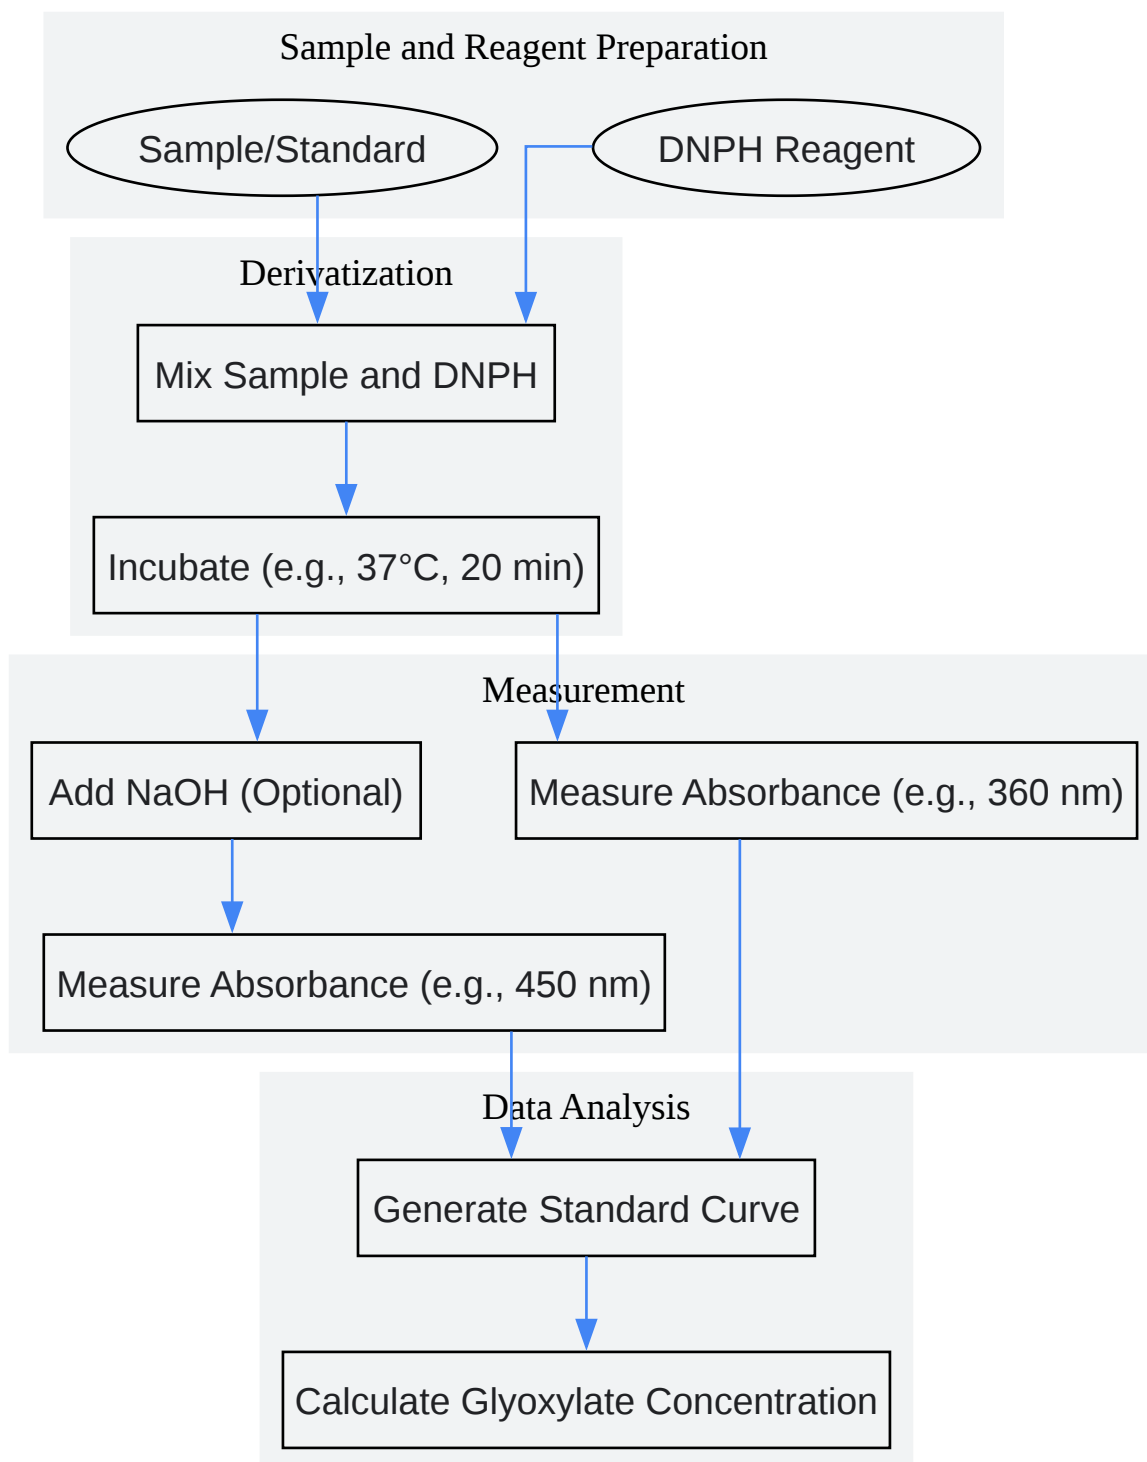 Sample and Reagent Preparation
Sample/Standard
DNPH Reagent
Derivatization
Mix Sample and DNPH
Incubate (e.g., 37°C, 20 min)
Measurement
Add NaOH (Optional)
Measure Absorbance (e.g., 360 nm)
Measure Absorbance (e.g., 450 nm)
Data Analysis
Generate Standard Curve
Calculate Glyoxylate Concentration